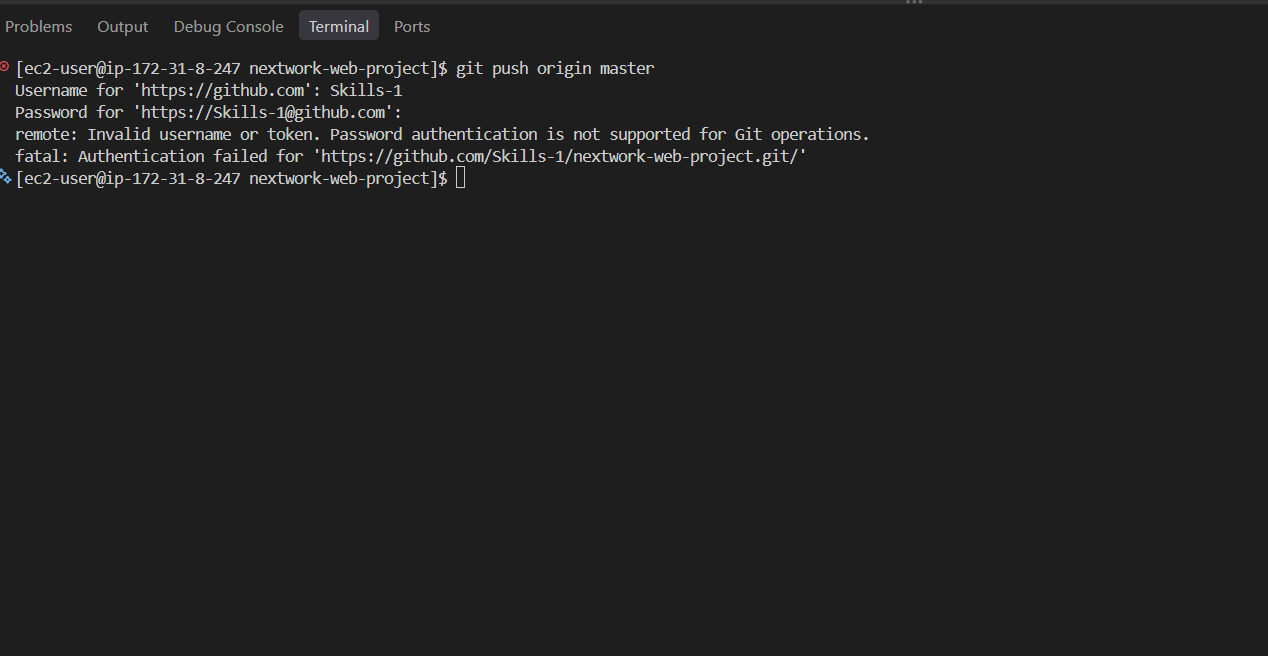 Problems Output Debug Console Terminal Ports
[ec2-user@ip-172-31-8-247 nextwork-web-project]$ git push origin master
Username for 'https://github.com': Skills-1
Password for 'https://Skills-1@github.com':
remote: Invalid username or token. Password authentication is not supported for Git operations.
fatal: Authentication failed for 'https://github.com/Skills-1/nextwork-web-project.git/'
[ec2-user@ip-172-31-8-247 nextwork-web-project]$